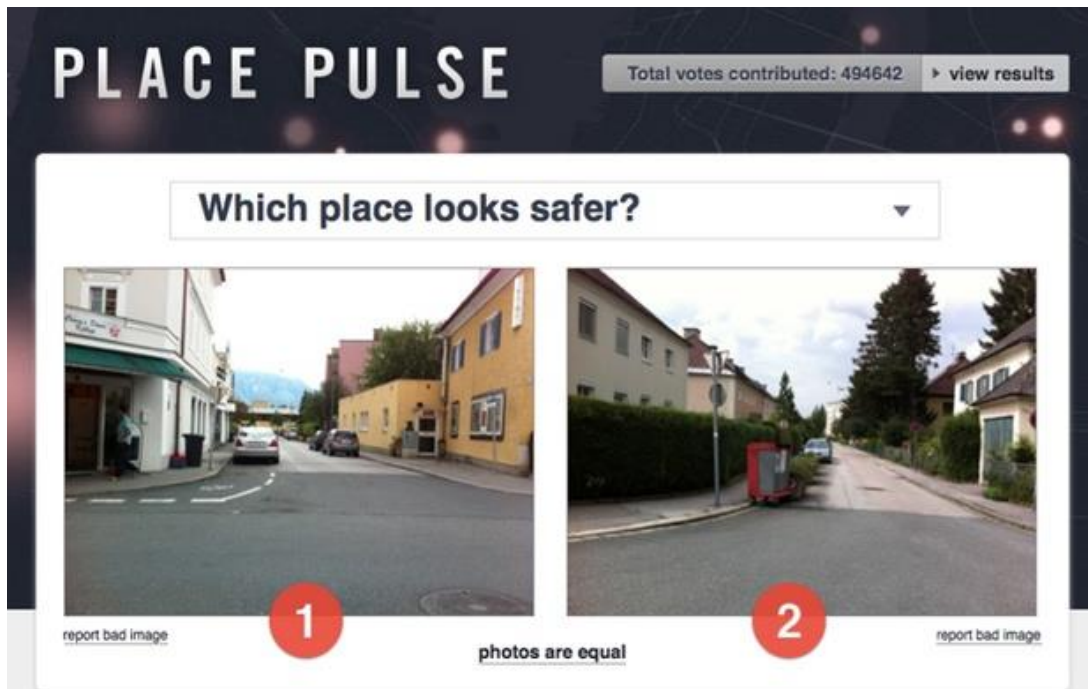 PLACE PULSE
Total votes contributed: 494642
view results
Which place looks safer?
1
2
report bad image
report bad image
photos are equal